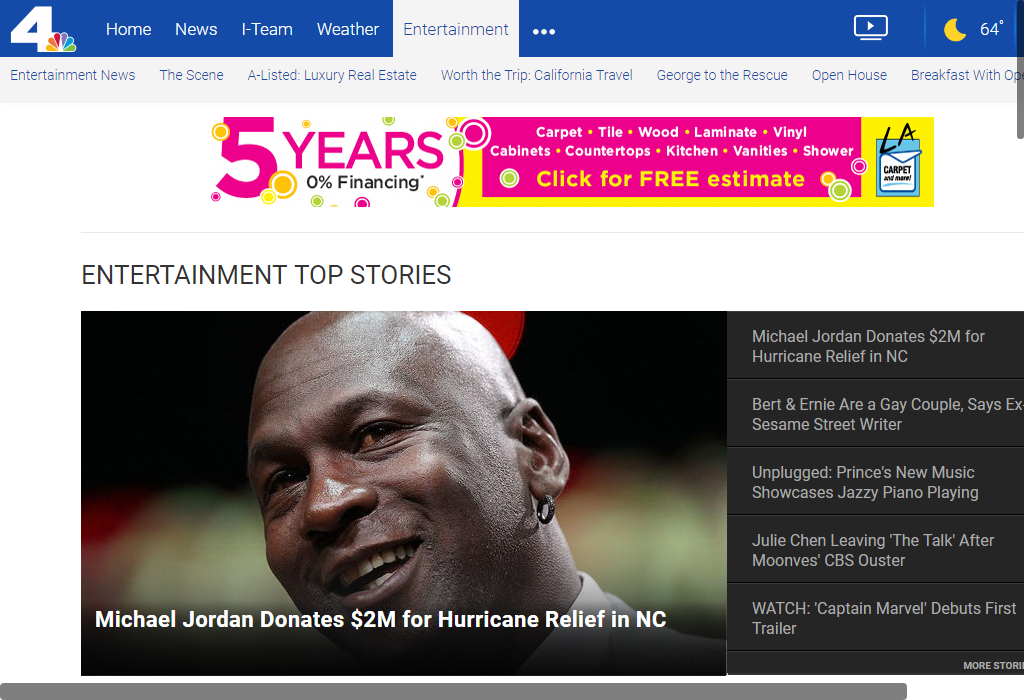 4
Home News I-Team Weather Entertainment •••
64°
Entertainment News The Scene A-Listed: Luxury Real Estate Worth the Trip: California Travel George to the Rescue Open House Breakfast With Ope
5 YEARS
0% Financing*
Carpet • Tile • Wood • Laminate • Vinyl
Cabinets • Countertops • Kitchen • Vanities • Shower
Click for FREE estimate
LA
CARPET
and more!
ENTERTAINMENT TOP STORIES
Michael Jordan Donates $2M for Hurricane Relief in NC
Michael Jordan Donates $2M for
Hurricane Relief in NC
Bert & Ernie Are a Gay Couple, Says Ex-
Sesame Street Writer
Unplugged: Prince's New Music
Showcases Jazzy Piano Playing
Julie Chen Leaving 'The Talk' After
Moonves' CBS Ouster
WATCH: 'Captain Marvel' Debuts First
Trailer
MORE STORI